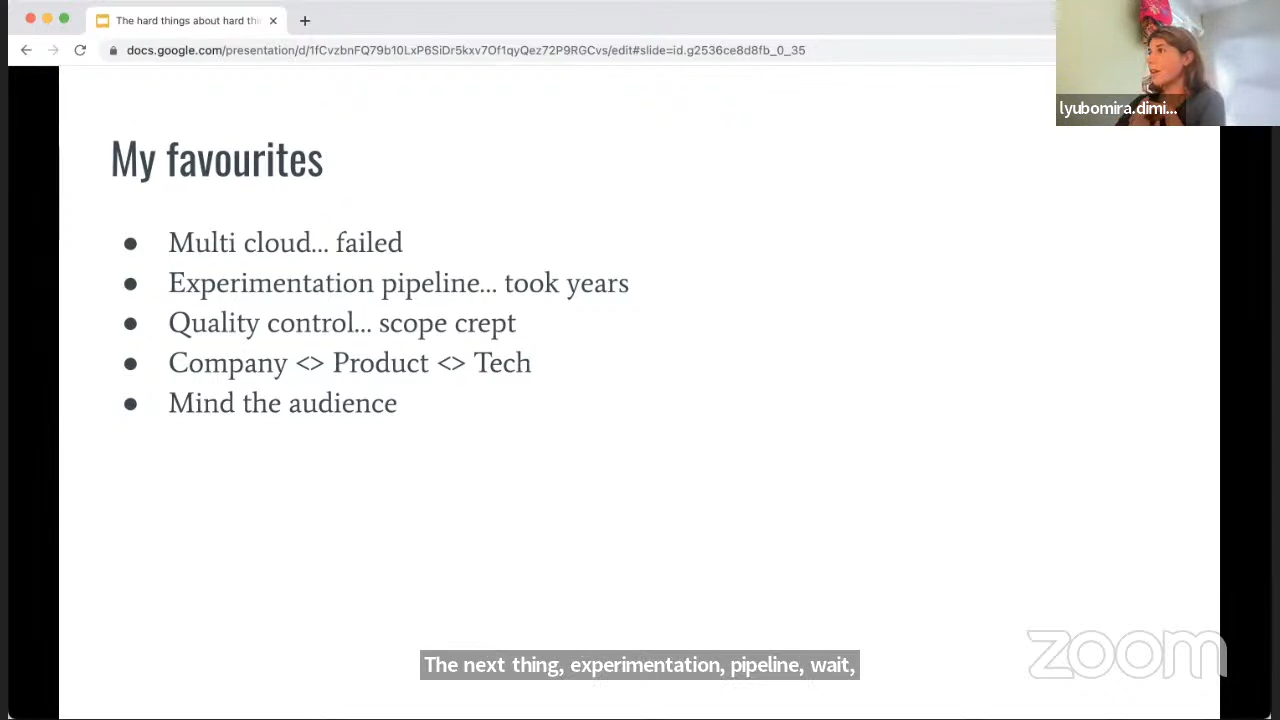 The hard things about hard thi
docs.google.com/presentation/d/1fCvzbnFQ79b10LxP6SiDr5kxv7Of1qyQez72P9RGCvs/edit#slide=id.g2536ce8d8fb_0_35
lyubomira.dimi...
My favourites
● Multi cloud... failed
● Experimentation pipeline... took years
● Quality control... scope crept
● Company <> Product <> Tech
● Mind the audience
The next thing, experimentation, pipeline, wait,
zoom